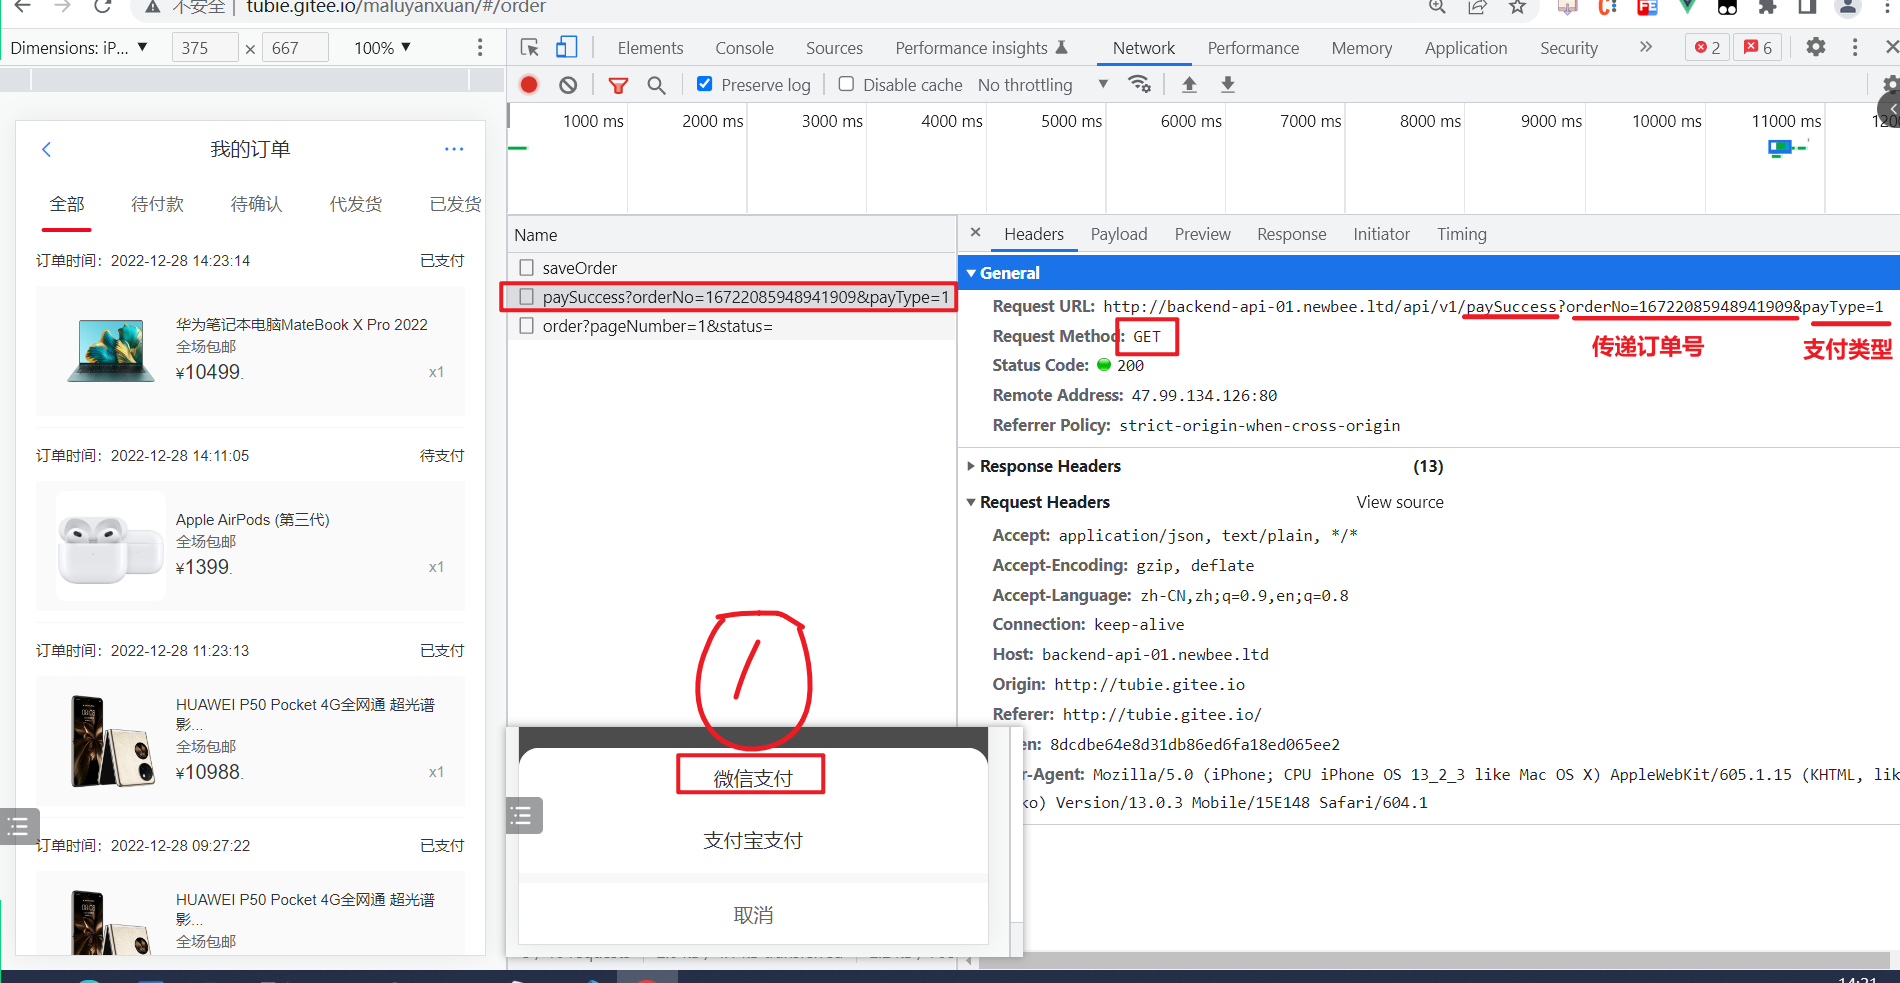 不安全 | tubie.gitee.io/maluyanxuan/#/order
Dimensions: iP... ▼ 375 × 667 100% ▼
Elements Console Sources Performance insights Network Performance Memory Application Security » 2 6
Preserve log Disable cache No throttling ▼
1000 ms 2000 ms 3000 ms 4000 ms 5000 ms 6000 ms 7000 ms 8000 ms 9000 ms 10000 ms 11000 ms
我的订单
全部 待付款 待确认 代发货 已发货
订单时间：2022-12-28 14:23:14 已支付
华为笔记本电脑MateBook X Pro 2022
全场包邮
¥10499. x1
订单时间：2022-12-28 14:11:05 待支付
Apple AirPods (第三代)
全场包邮
¥1399. x1
订单时间：2022-12-28 11:23:13 已支付
HUAWEI P50 Pocket 4G全网通 超光谱
影...
全场包邮
¥10988. x1
订单时间：2022-12-28 09:27:22 已支付
HUAWEI P50 Pocket 4G全网通 超光谱
影...
全场包邮
Name
saveOrder
paySuccess?orderNo=16722085948941909&payType=1
order?pageNumber=1&status=
1
微信支付
支付宝支付
取消
× Headers Payload Preview Response Initiator Timing
General
Request URL: http://backend-api-01.newbee.ltd/api/v1/paySuccess?orderNo=16722085948941909&payType=1
Request Method: GET
传递订单号 支付类型
Status Code: 200
Remote Address: 47.99.134.126:80
Referrer Policy: strict-origin-when-cross-origin
Response Headers (13)
Request Headers View source
Accept: application/json, text/plain, */*
Accept-Encoding: gzip, deflate
Accept-Language: zh-CN,zh;q=0.9,en;q=0.8
Connection: keep-alive
Host: backend-api-01.newbee.ltd
Origin: http://tubie.gitee.io
Referer: http://tubie.gitee.io/
en: 8dcdbe64e8d31db86ed6fa18ed065ee2
r-Agent: Mozilla/5.0 (iPhone; CPU iPhone OS 13_2_3 like Mac OS X) AppleWebKit/605.1.15 (KHTML, lik
ko) Version/13.0.3 Mobile/15E148 Safari/604.1